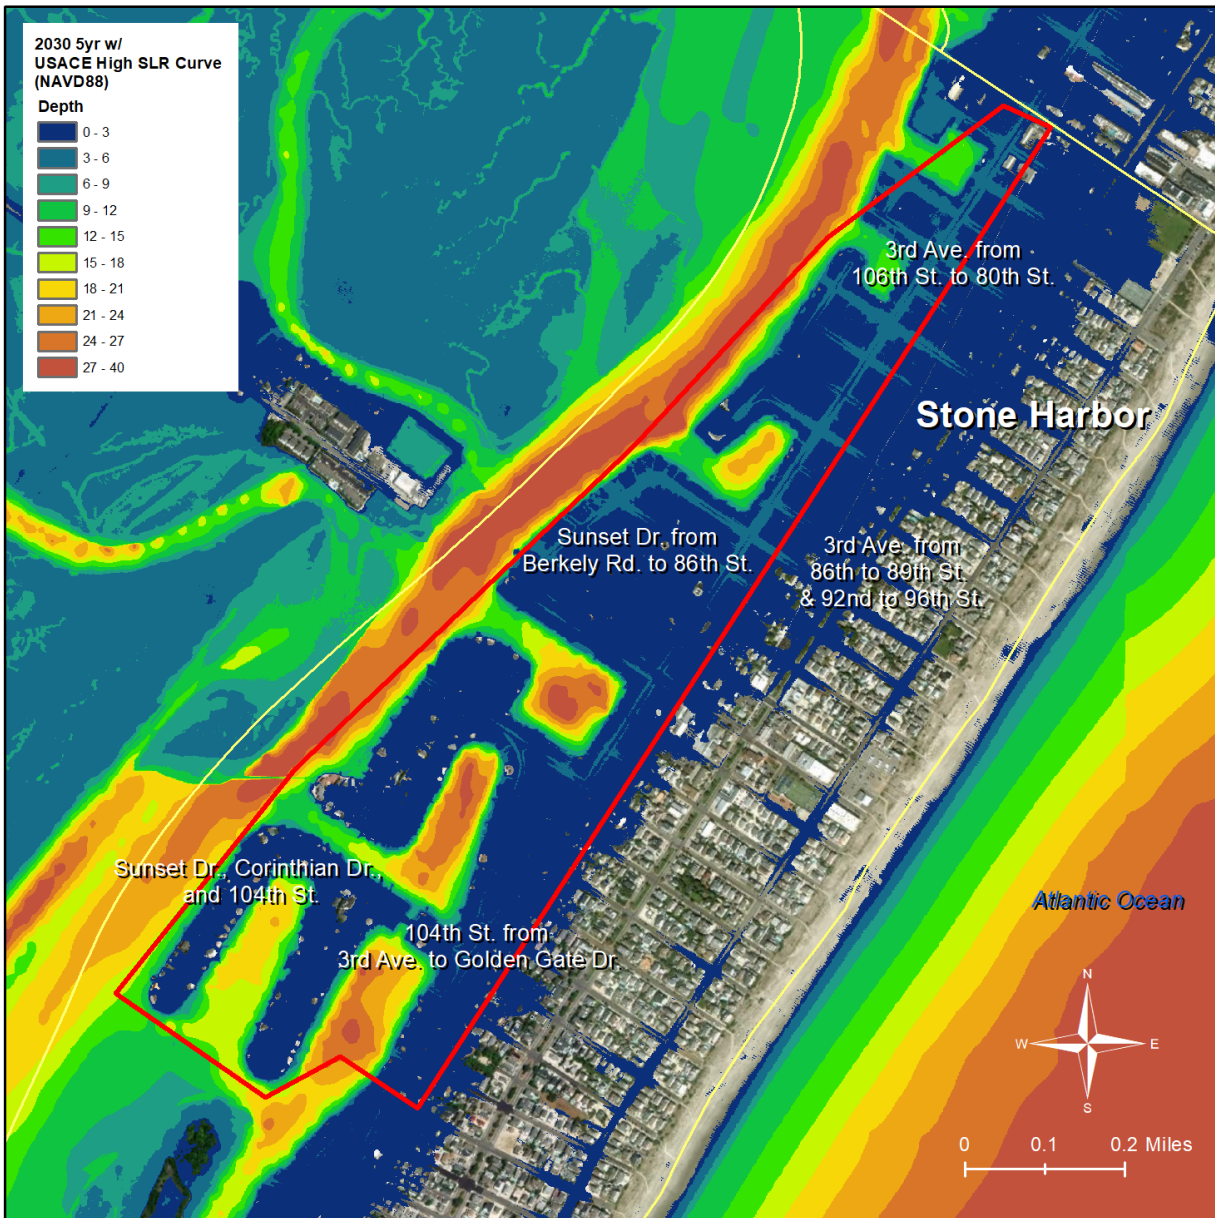 2030 5yr w/
USACE High SLR Curve
(NAVD88)
Depth
0 - 3
3 - 6
6 - 9
9 - 12
12 - 15
15 - 18
18 - 21
21 - 24
24 - 27
27 - 40
3rd Ave. from
106th St. to 80th St.
Stone Harbor
Sunset Dr. from
Berkely Rd. to 86th St.
3rd Ave. from
86th to 89th St.
& 92nd to 96th St.
Sunset Dr., Corinthian Dr.,
and 104th St.
104th St. from
3rd Ave. to Golden Gate Dr.
Atlantic Ocean
N
W
E
S
0 0.1 0.2 Miles